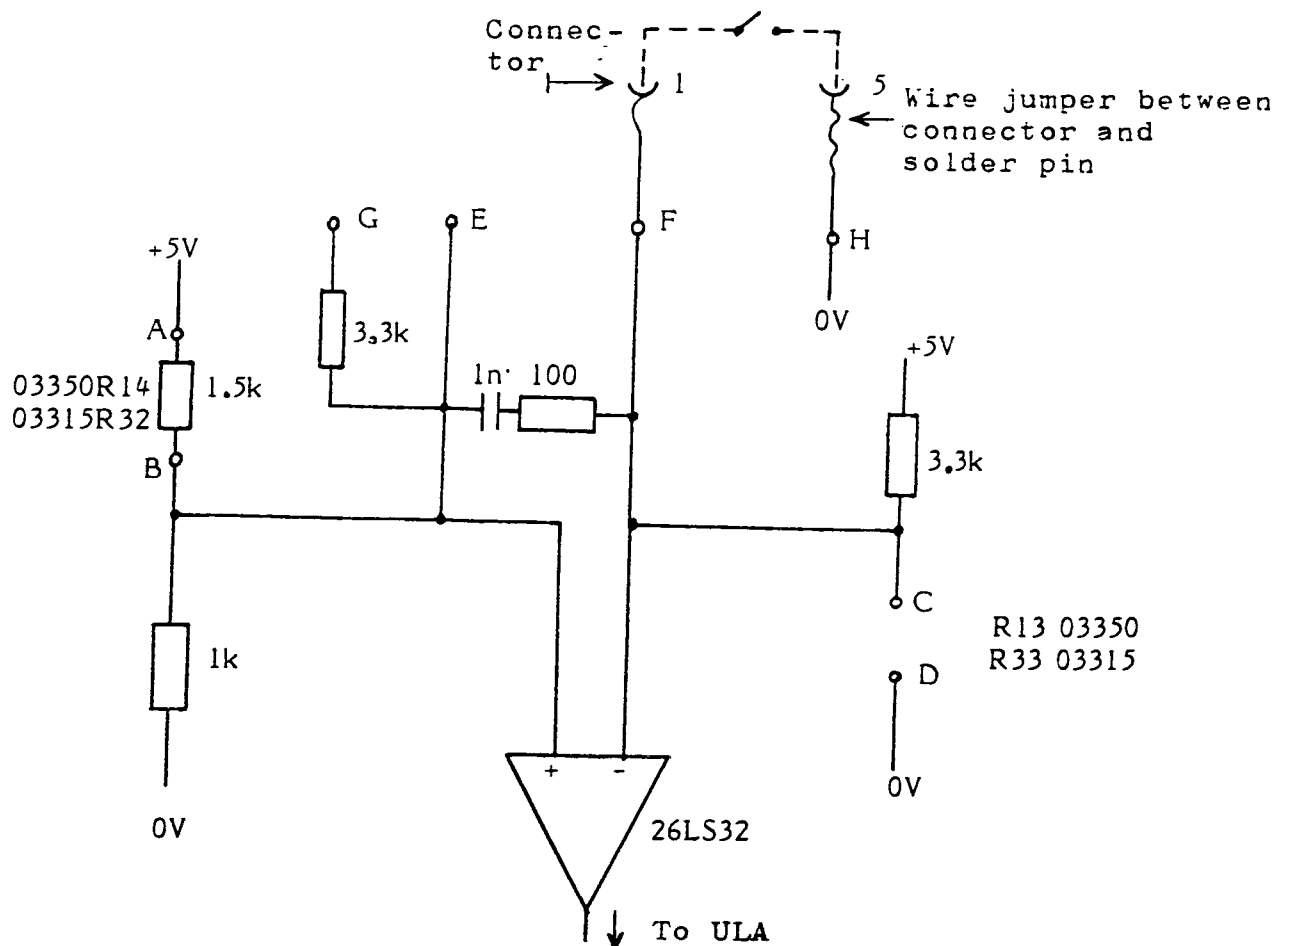 Connec-
tor
1
5
Wire jumper between
connector and
solder pin
G
E
F
H
+5V
0V
A
3.3k
+5V
03350R14
03315R32
1.5k
1n
100
B
3.3k
C
R13 03350
R33 03315
1k
D
+
-
0V
0V
26LS32
To ULA